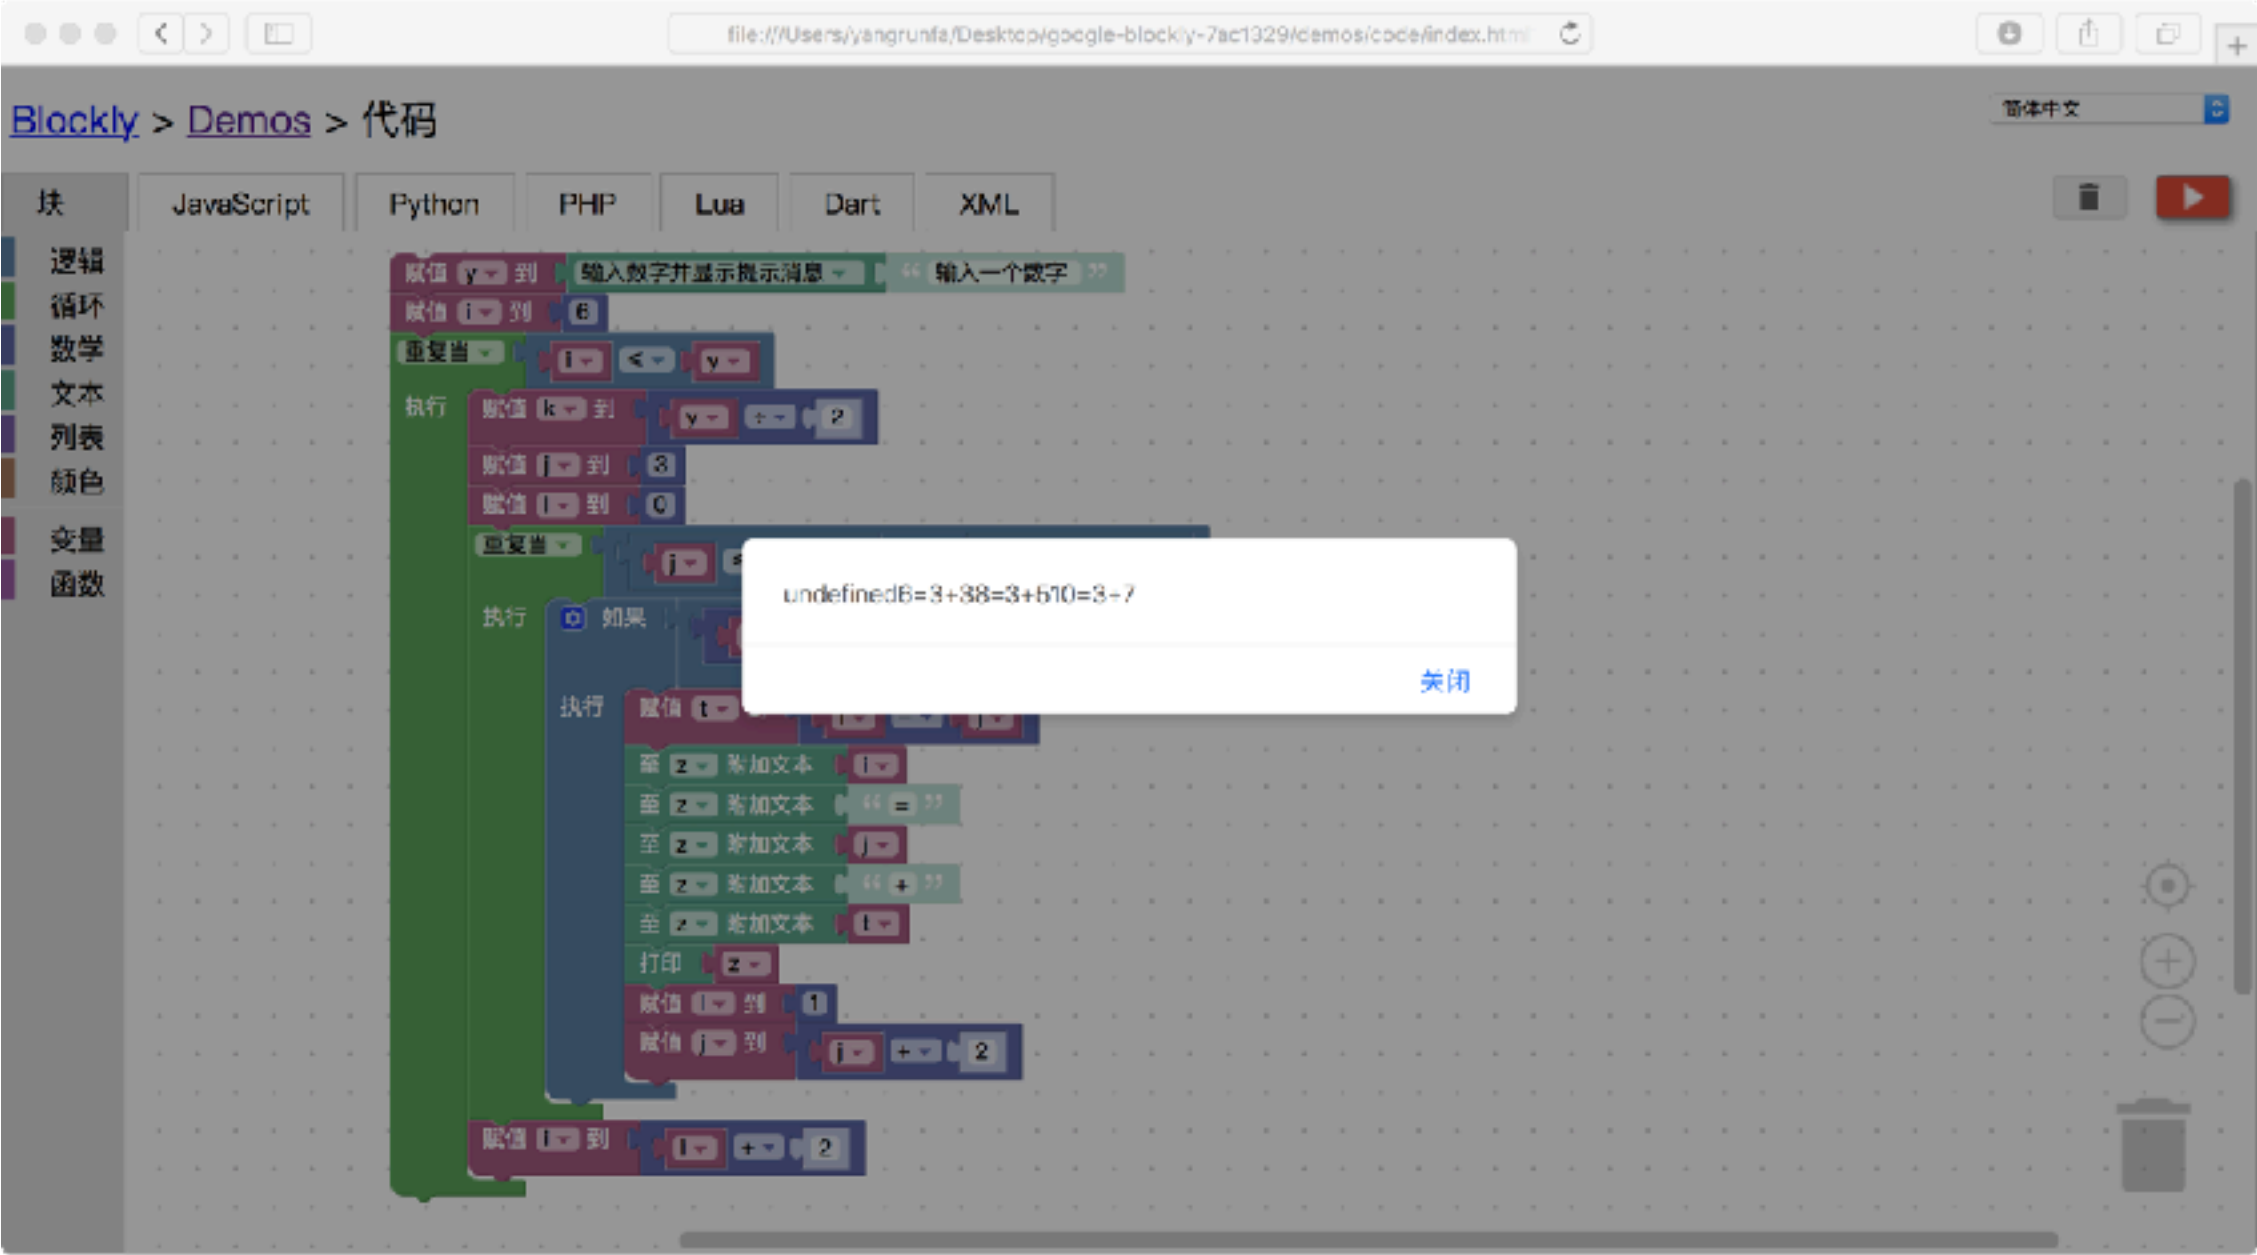 file:///Users/yangrunfa/Desktop/google-blockly-7ac1329/demos/code/index.html
Blockly > Demos > 代码
简体中文
块 JavaScript Python PHP Lua Dart XML
逻辑
循环
数学
文本
列表
颜色
变量
函数
赋值 y 到 输入数字并显示提示消息 “ 输入一个数字 ”
赋值 i 到 6
重复当 i ≤ y
执行 赋值 k 到 y ÷ 2
赋值 j 到 3
赋值 l 到 0
重复当 j
执行 如果
执行 赋值 t
至 z 附加文本 i
至 z 附加文本 “ = ”
至 z 附加文本 j
至 z 附加文本 “ + ”
至 z 附加文本 t
打印 z
赋值 l 到 1
赋值 j 到 j + 2
赋值 i 到 i + 2
undefined6=3+38=3+510=3+7
关闭